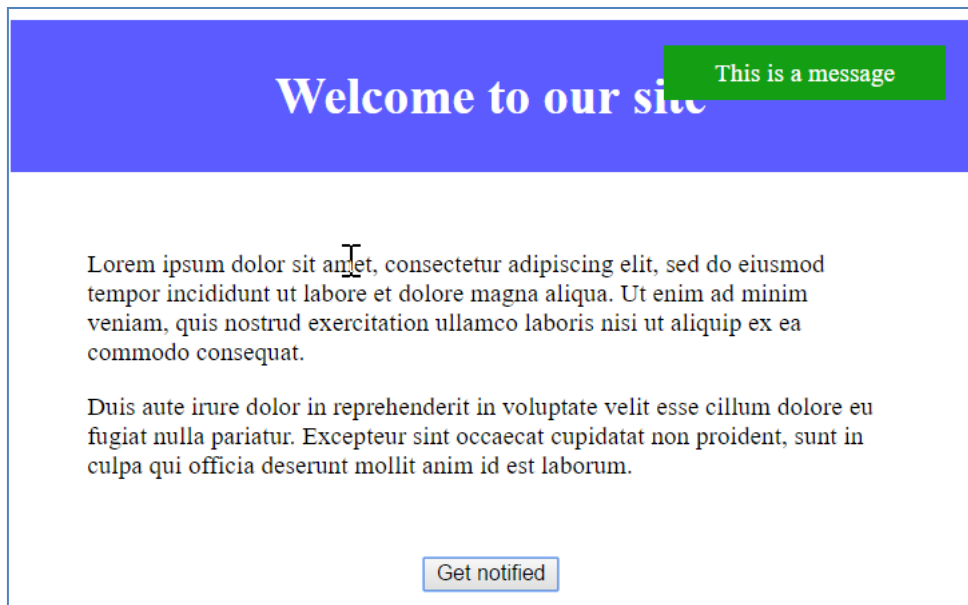 This is a message
Welcome to our site
Lorem ipsum dolor sit amet, consectetur adipiscing elit, sed do eiusmod
tempor incididunt ut labore et dolore magna aliqua. Ut enim ad minim
veniam, quis nostrud exercitation ullamco laboris nisi ut aliquip ex ea
commodo consequat.
Duis aute irure dolor in reprehenderit in voluptate velit esse cillum dolore eu
fugiat nulla pariatur. Excepteur sint occaecat cupidatat non proident, sunt in
culpa qui officia deserunt mollit anim id est laborum.
Get notified